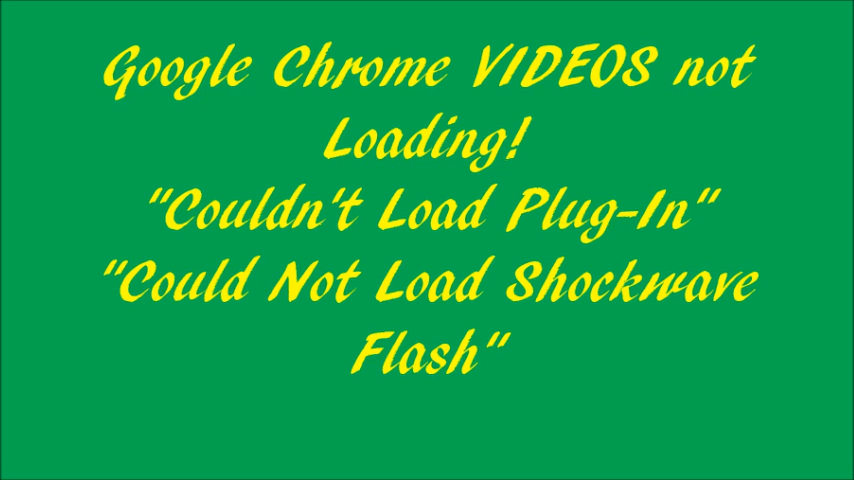 Google Chrome VIDEOS not
Loading!
"Couldn't Load Plug-In"
"Could Not Load Shockwave
Flash"